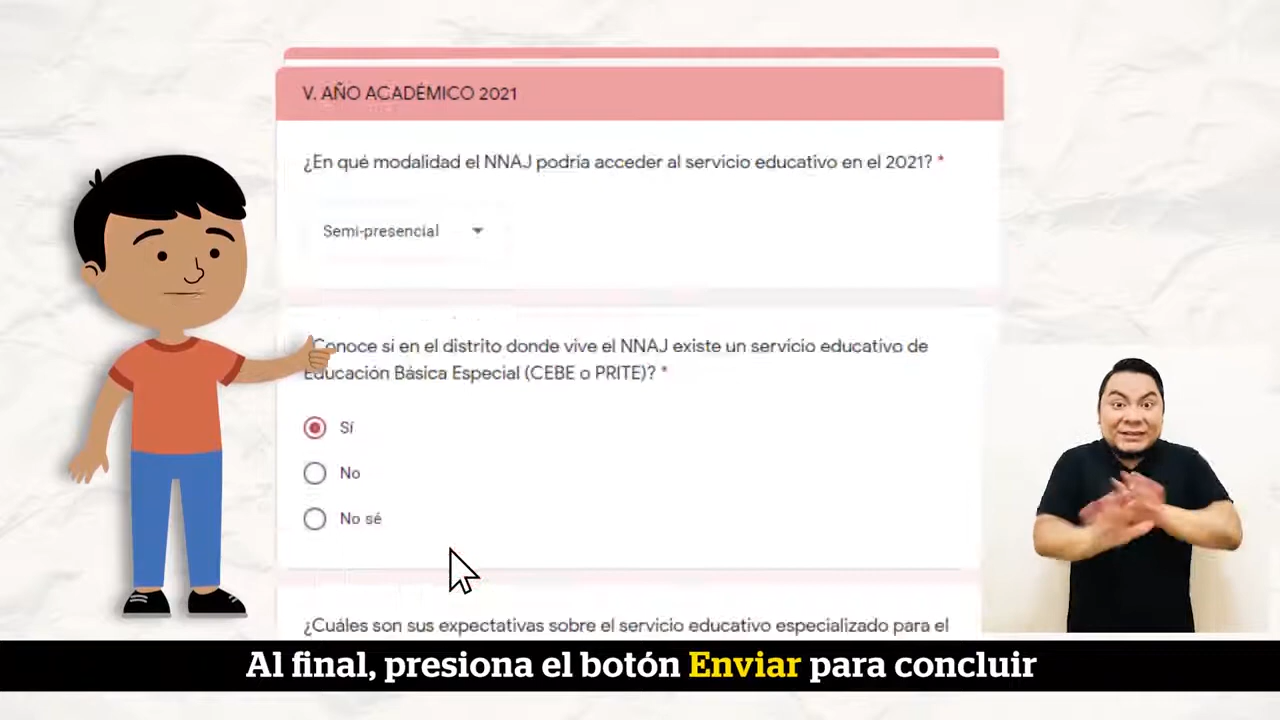 V. AÑO ACADÉMICO 2021
¿En qué modalidad el NNAJ podría acceder al servicio educativo en el 2021? *
Semi-presencial
Conoce si en el distrito donde vive el NNAJ existe un servicio educativo de
Educación Básica Especial (CEBE o PRITE)? *
Sí
No
No sé
¿Cuáles son sus expectativas sobre el servicio educativo especializado para el
Al final, presiona el botón Enviar para concluir